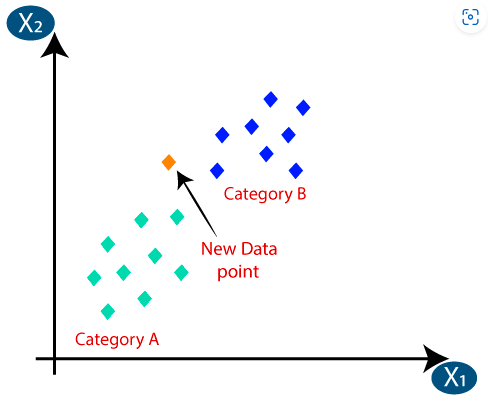 X2
Category B
New Data
point
Category A
X1